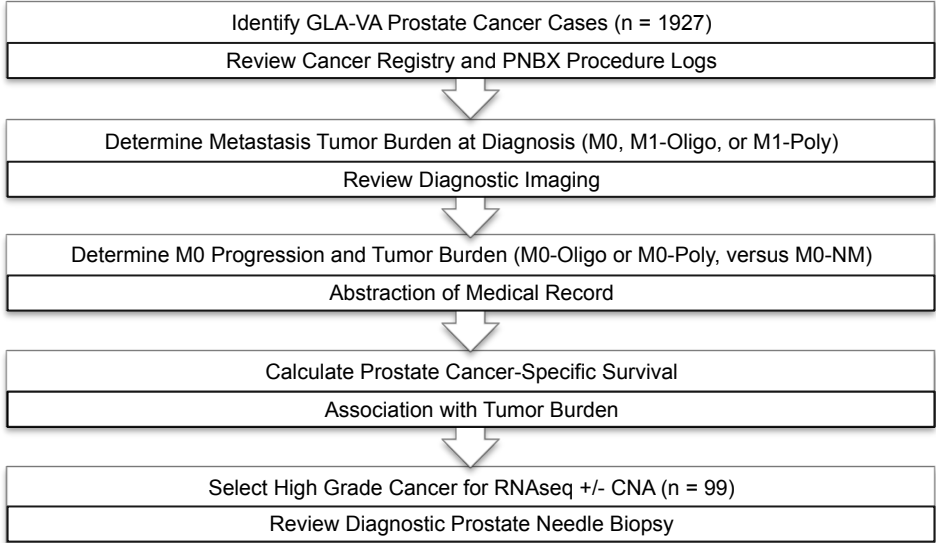 Identify GLA-VA Prostate Cancer Cases (n = 1927)
Review Cancer Registry and PNBX Procedure Logs
Determine Metastasis Tumor Burden at Diagnosis (M0, M1-Oligo, or M1-Poly)
Review Diagnostic Imaging
Determine M0 Progression and Tumor Burden (M0-Oligo or M0-Poly, versus M0-NM)
Abstraction of Medical Record
Calculate Prostate Cancer-Specific Survival
Association with Tumor Burden
Select High Grade Cancer for RNAseq +/- CNA (n = 99)
Review Diagnostic Prostate Needle Biopsy